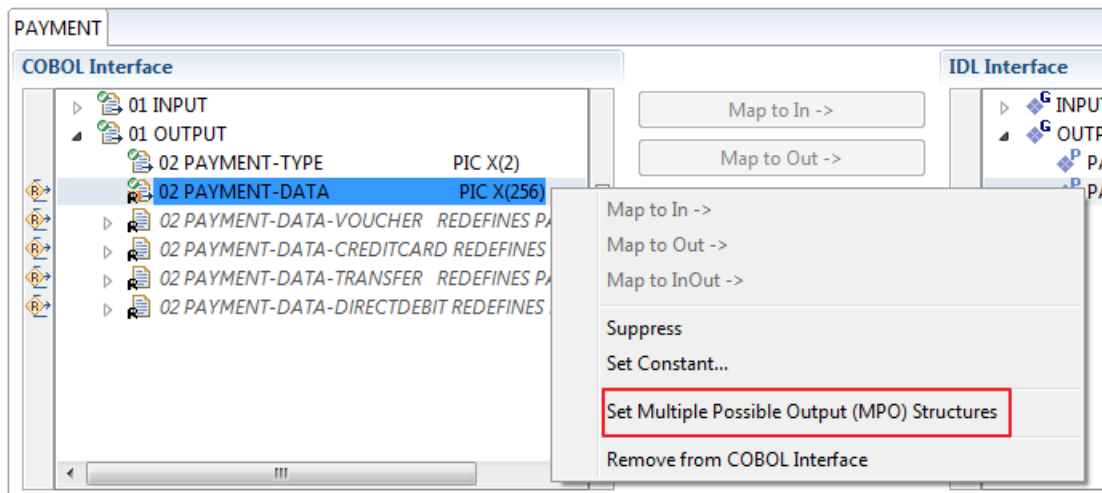 PAYMENT
COBOL Interface
IDL Interface
01 INPUT
01 OUTPUT
02 PAYMENT-TYPE PIC X(2)
02 PAYMENT-DATA PIC X(256)
02 PAYMENT-DATA-VOUCHER REDEFINES
02 PAYMENT-DATA-CREDITCARD REDEFINES
02 PAYMENT-DATA-TRANSFER REDEFINES
02 PAYMENT-DATA-DIRECTDEBIT REDEFINES
Map to In ->
Map to Out ->
Map to In ->
Map to Out ->
Map to InOut ->
Suppress
Set Constant...
Set Multiple Possible Output (MPO) Structures
Remove from COBOL Interface